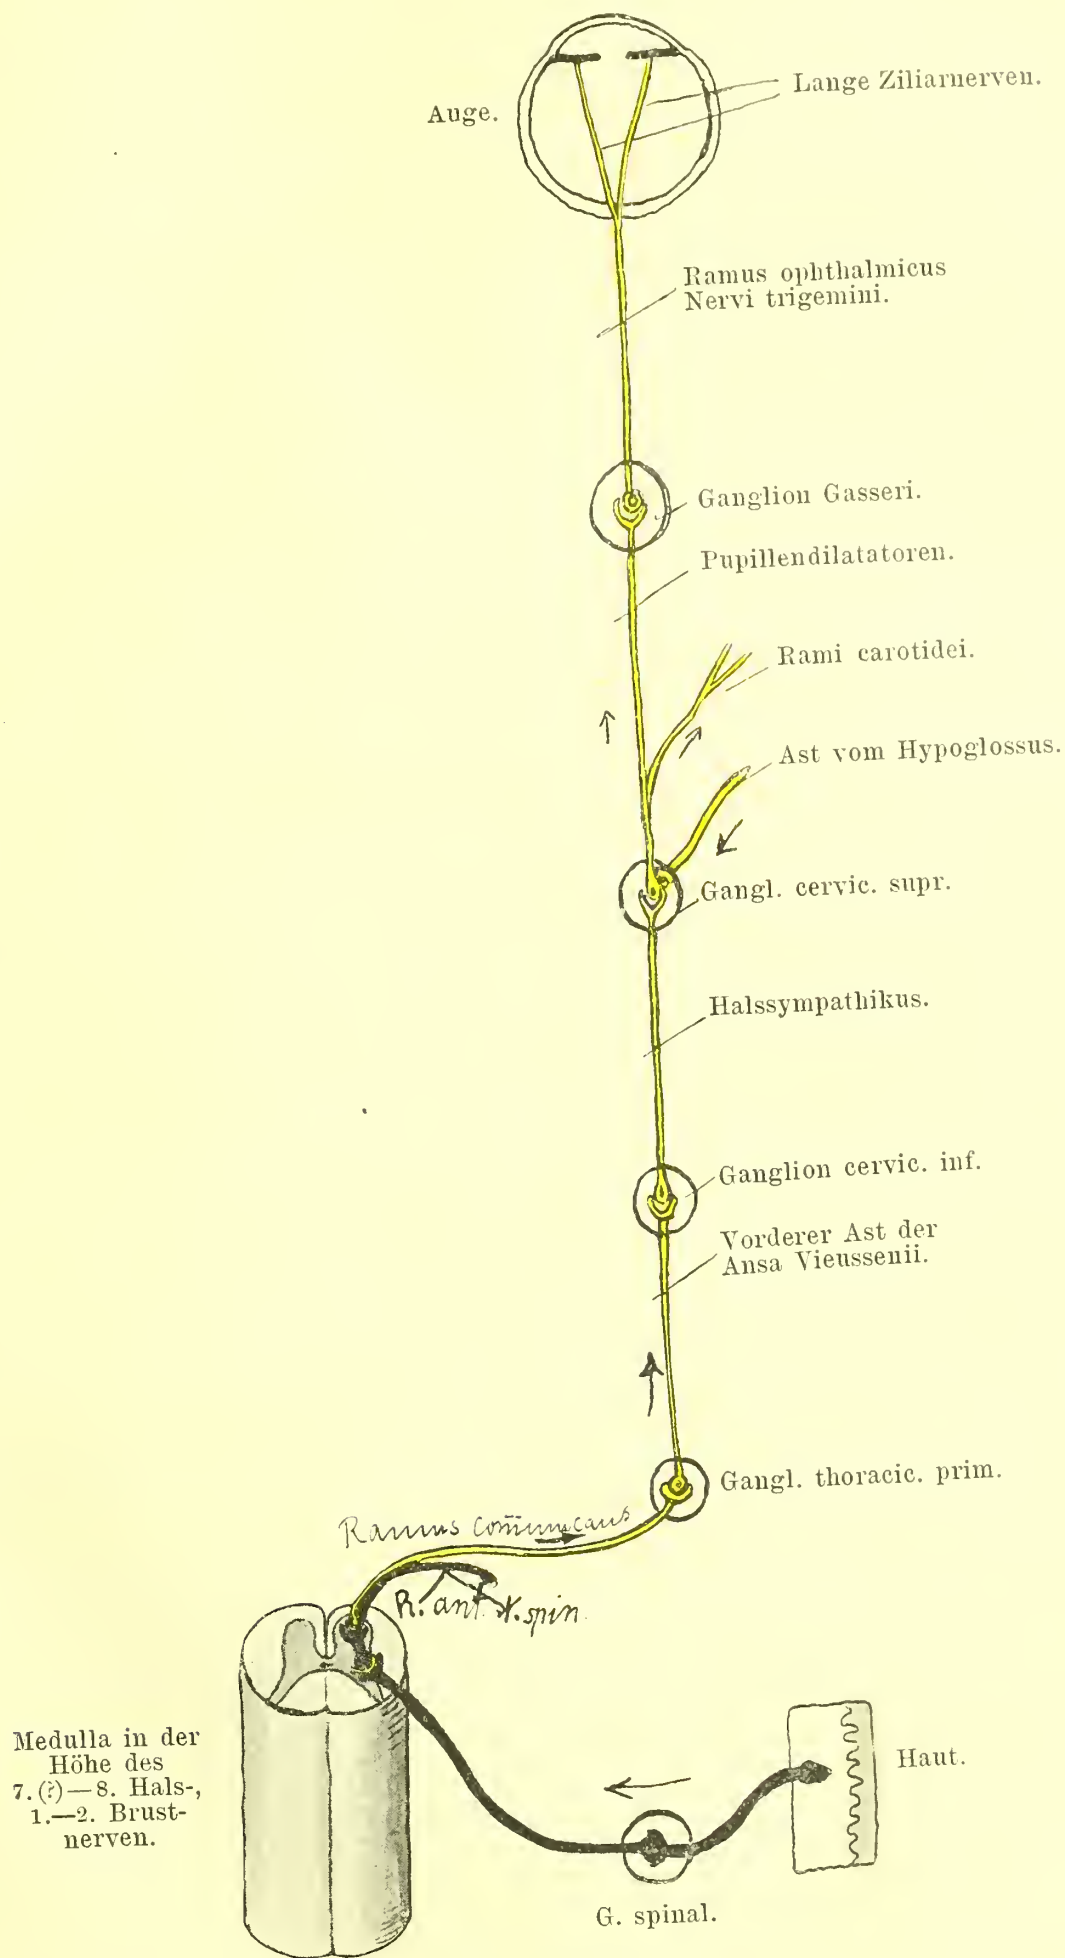 Lange Ziliarnerven.
Auge.
Ramus ophthalmicus
Nervi trigemini.
Ganglion Gasseri.
Pupillendilatatoren.
Rami carotidei.
Ast vom Hypoglossus.
Gangl. cervic. supr.
Halssympathikus.
Ganglion cervic. inf.
Vorderer Ast der
Ansa Vieussenii.
Gangl. thoracic. prim.
Ramus com̄unicans
R. ant. N. spin.
Medulla in der
Höhe des
7. (?)—8. Hals-,
1.—2. Brust-
nerven.
Haut.
G. spinal.